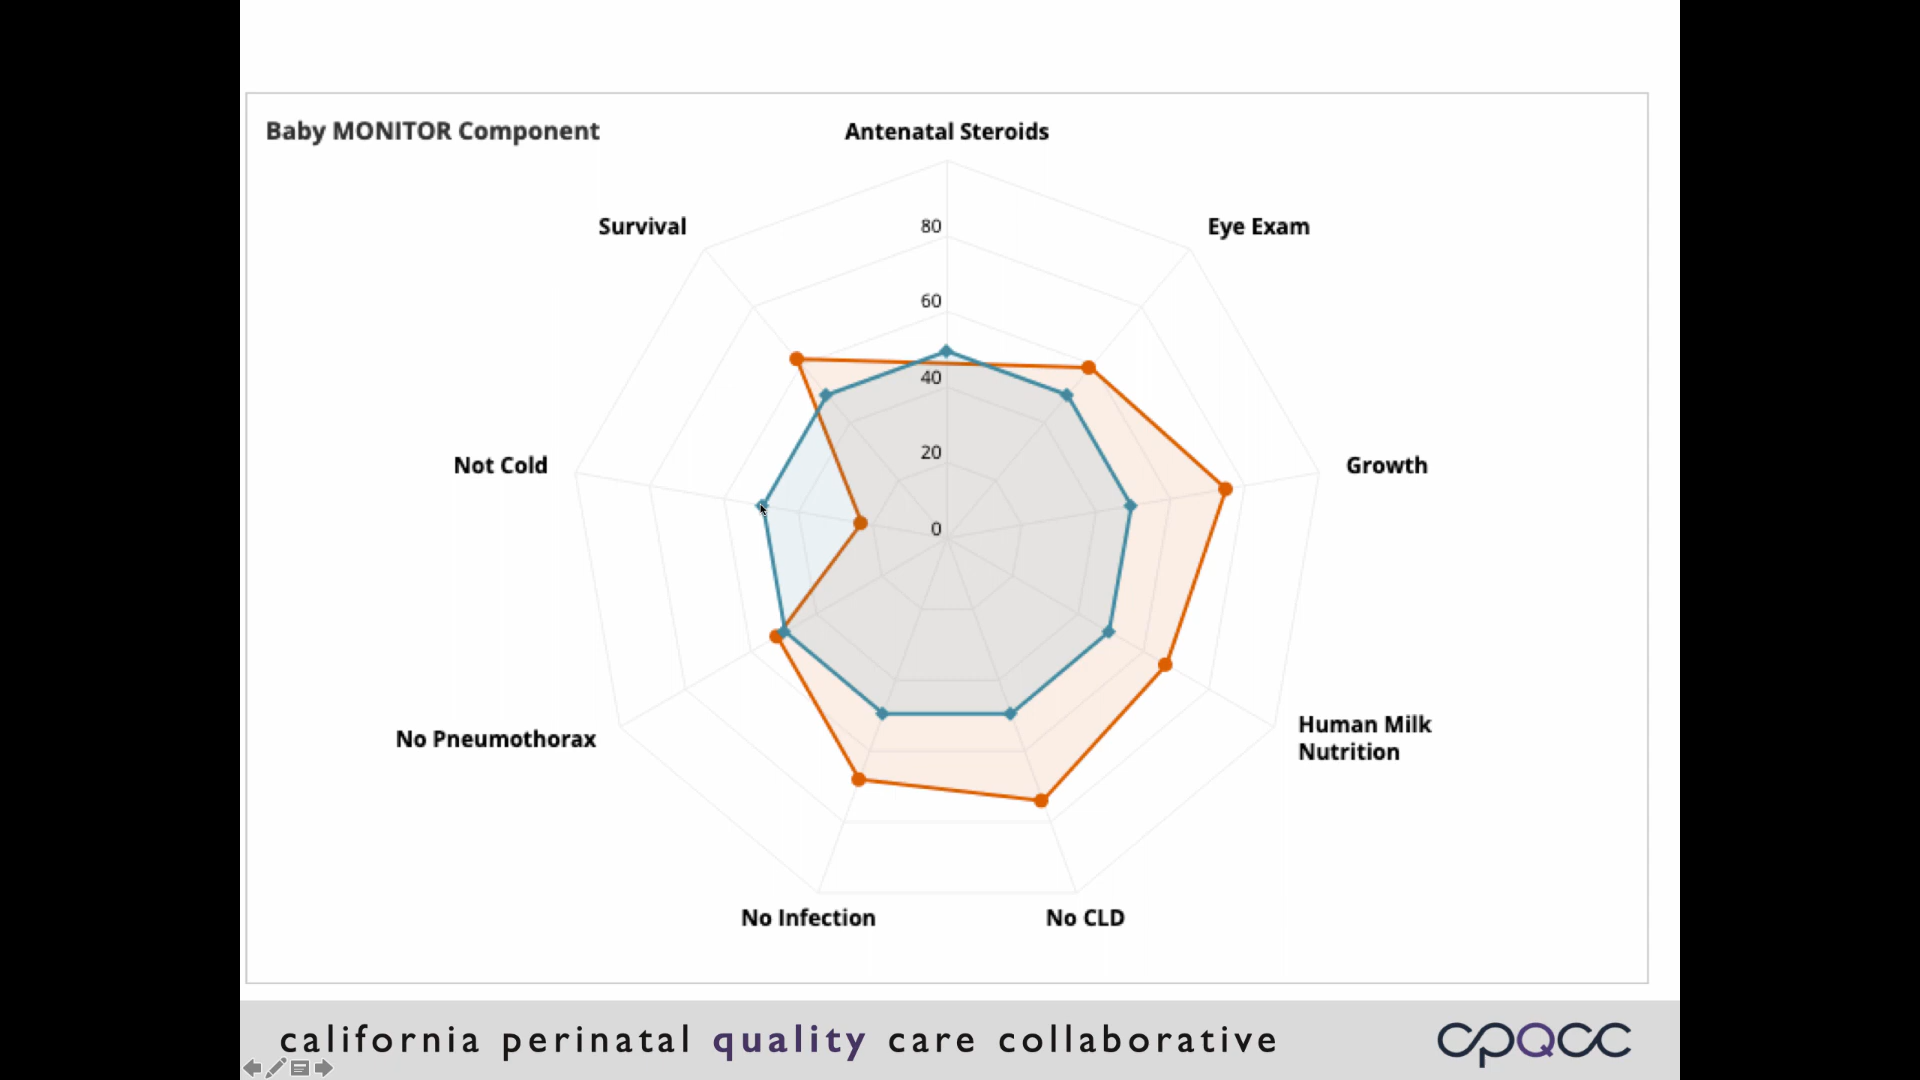 Baby MONITOR Component
Antenatal Steroids
Survival
80
Eye Exam
60
40
Not Cold
20
Growth
0
No Pneumothorax
Human Milk
Nutrition
No Infection
No CLD
california perinatal quality care collaborative
cpqcc